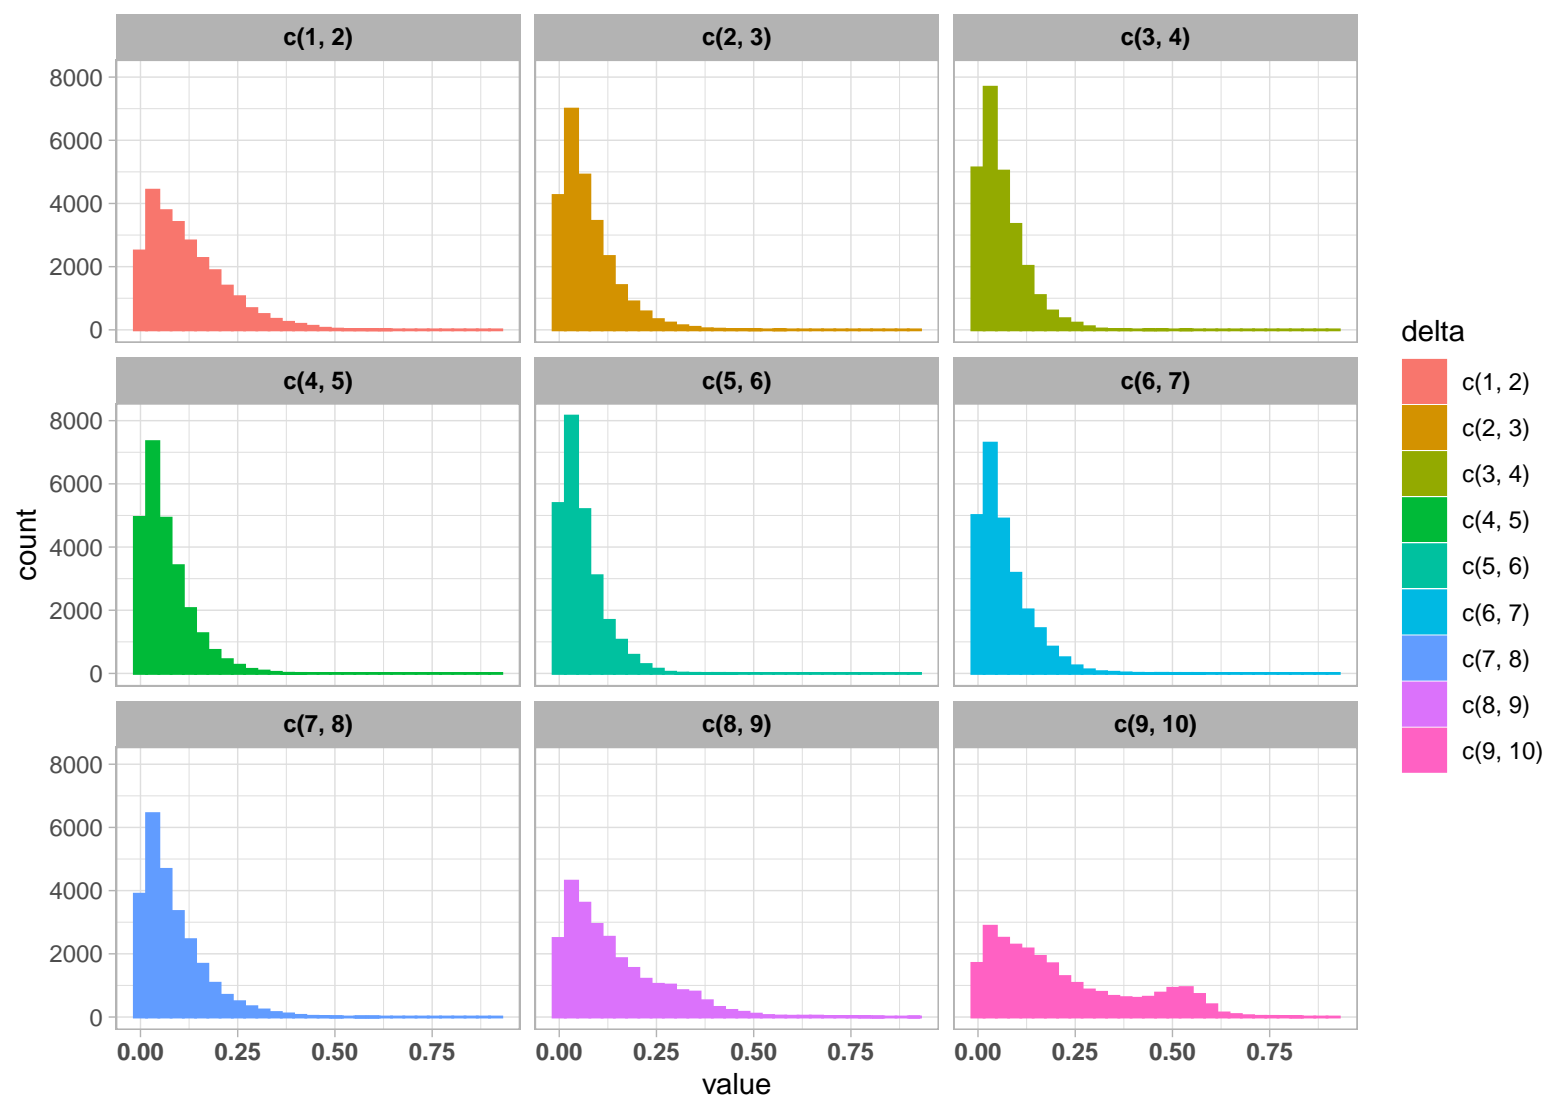 c(1, 2) c(2, 3) c(3, 4)
8000
6000
4000
2000
0
c(4, 5) c(5, 6) c(6, 7)
8000
6000
4000
2000
0
c(7, 8) c(8, 9) c(9, 10)
8000
6000
4000
2000
0
0.00 0.25 0.50 0.75 0.00 0.25 0.50 0.75 0.00 0.25 0.50 0.75
value
count
delta
c(1, 2)
c(2, 3)
c(3, 4)
c(4, 5)
c(5, 6)
c(6, 7)
c(7, 8)
c(8, 9)
c(9, 10)